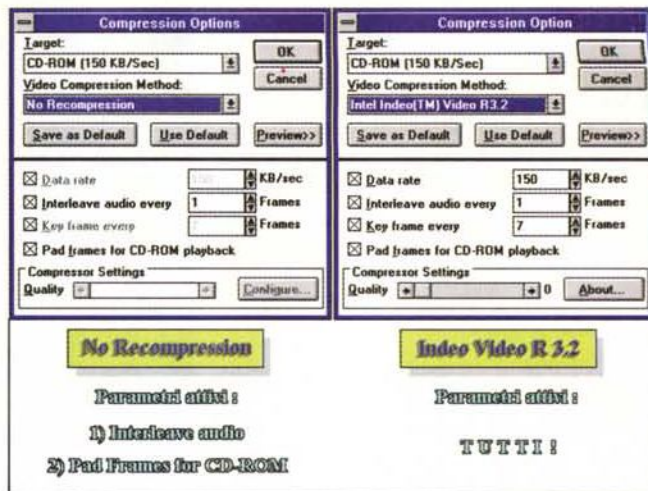 Compression Options
Target:
CD-ROM (150 KB/Sec)
OK
Video Compression Method:
Cancel
No Recompression
Save as Default
Use Default
Preview>>
Data rate
150
KB/sec
Interleave audio every
1
Frames
Key frame every
7
Frames
Pad frames for CD-ROM playback
Compressor Settings
Quality
Configure...
Compression Option
Target:
CD-ROM (150 KB/Sec)
OK
Video Compression Method:
Cancel
Intel Indeo(TM) Video R3.2
Save as Default
Use Default
Preview>>
Data rate
150
KB/sec
Interleave audio every
1
Frames
Key frame every
7
Frames
Pad frames for CD-ROM playback
Compressor Settings
Quality
0
About...
No Recompression
Parametri attivi :
1) Interleave audio
2) Pad Frames for CD-ROM
Indeo Video R 3.2
Parametri attivi :
TUTTI !